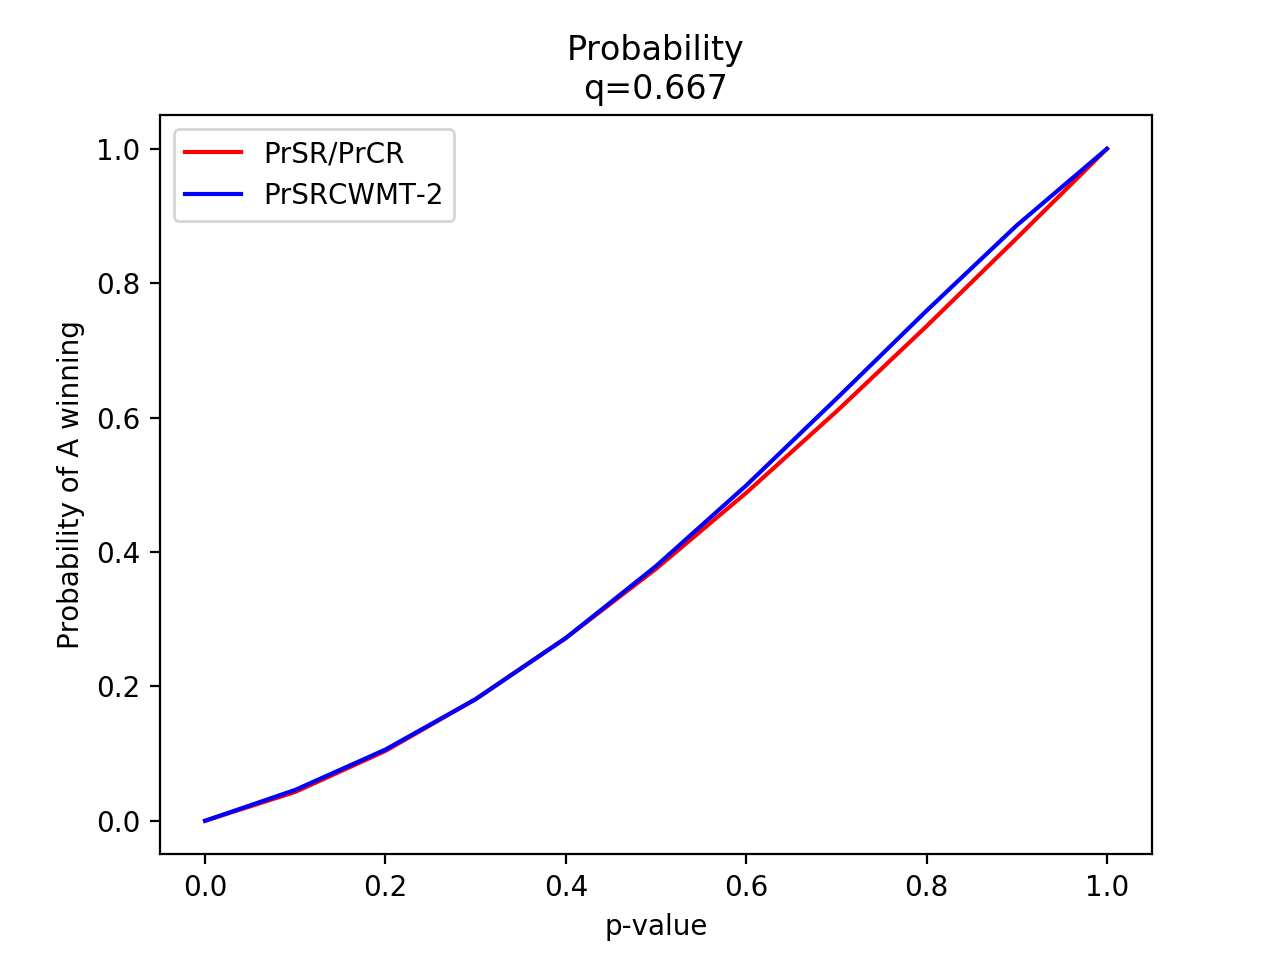 Probability
q=0.667
PrSR/PrCR
PrSRCWMT-2
Probability of A winning
1.0
0.8
0.6
0.4
0.2
0.0
0.0 0.2 0.4 0.6 0.8 1.0
p-value